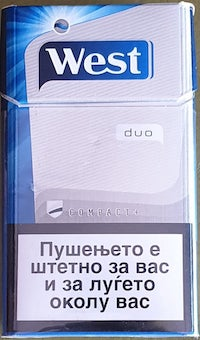 West
duo
COMPACT+
Пушењето е
штетно за вас
и за луѓето
околу вас